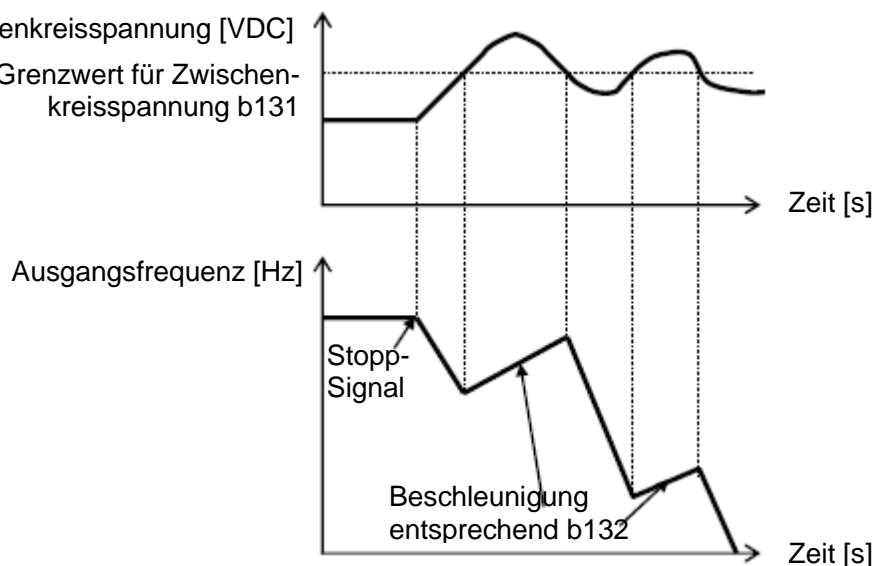 enkreisspannung [VDC]
Grenzwert für Zwischen-
kreisspannung b131
Zeit [s]
Ausgangsfrequenz [Hz]
Stopp-
Signal
Beschleunigung
entsprechend b132
Zeit [s]